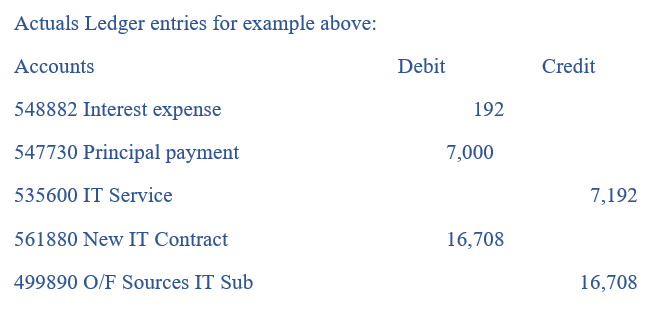 Actuals Ledger entries for example above:
Accounts Debit Credit
548882 Interest expense 192
547730 Principal payment 7,000
535600 IT Service 7,192
561880 New IT Contract 16,708
499890 O/F Sources IT Sub 16,708